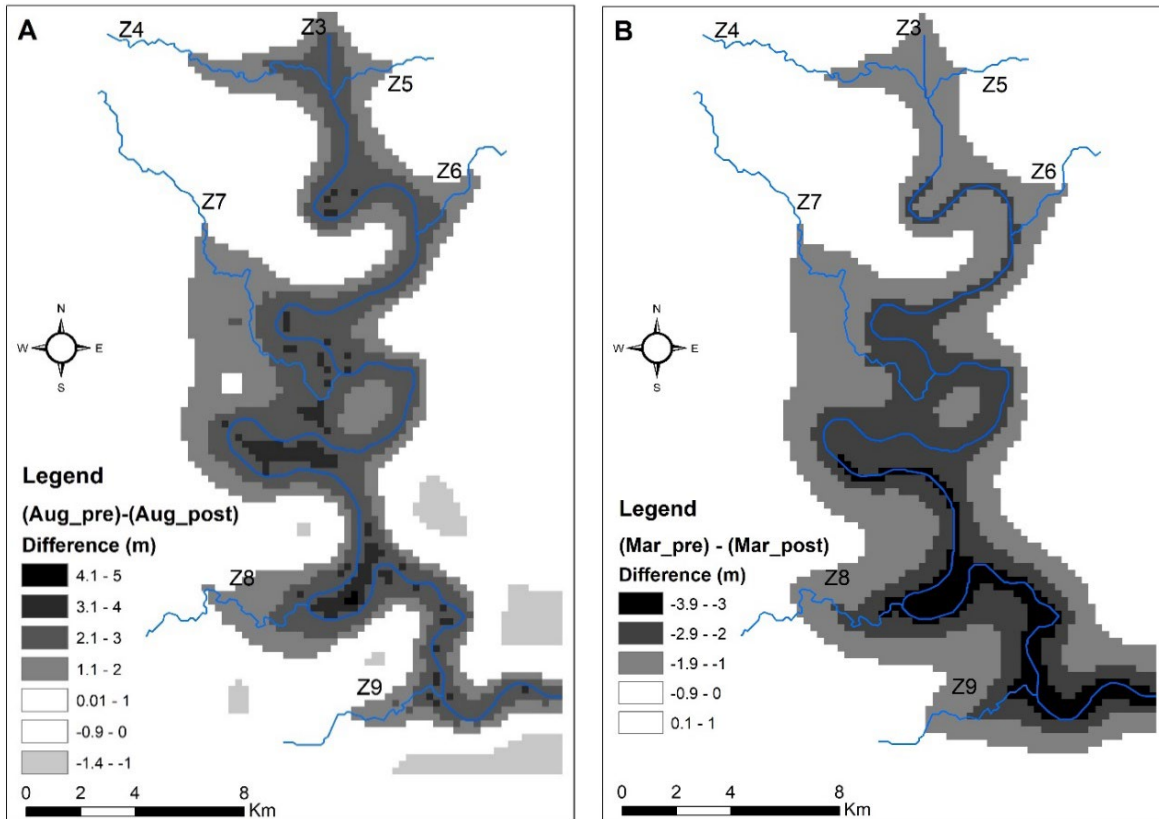 A
Z4
Z3
Z5
Z6
Z7
N
W E
S
Legend
(Aug_pre)-(Aug_post)
Difference (m)
4.1 - 5
3.1 - 4
2.1 - 3
1.1 - 2
0.01 - 1
-0.9 - 0
-1.4 - -1
Z8
Z9
0 2 4 8
Km
B
Z4
Z3
Z5
Z6
Z7
N
W E
S
Legend
(Mar_pre) - (Mar_post)
Difference (m)
-3.9 - -3
-2.9 - -2
-1.9 - -1
-0.9 - 0
0.1 - 1
Z8
Z9
0 2 4 8
Km